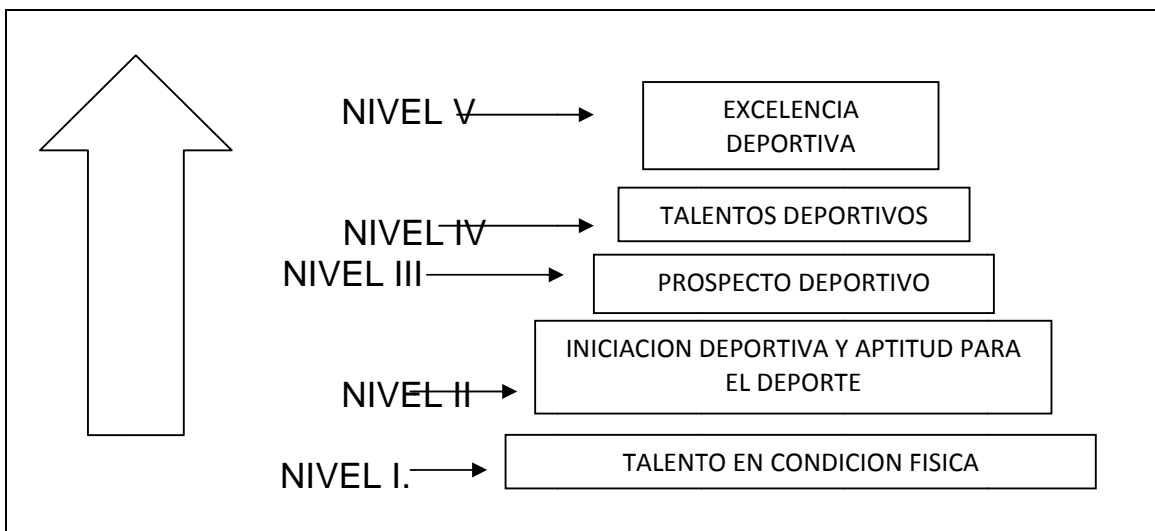 NIVEL V
EXCELENCIA
DEPORTIVA
NIVEL IV
TALENTOS DEPORTIVOS
NIVEL III
PROSPECTO DEPORTIVO
NIVEL II
INICIACION DEPORTIVA Y APTITUD PARA
EL DEPORTE
NIVEL I.
TALENTO EN CONDICION FISICA